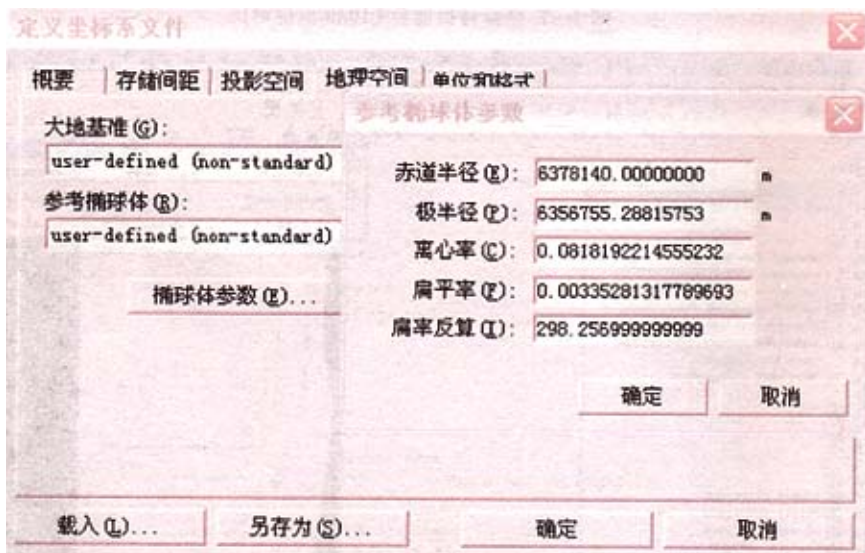 定义坐标系文件
概要 存储间距 投影空间 地理空间 单位和格式
大地基准(G):
user-defined (non-standard)
参考椭球体(R):
user-defined (non-standard)
椭球体参数(E)...
参考椭球体参数
赤道半径(E): 6378140.00000000 m
极半径(P): 6356755.28815753 m
离心率(C): 0.0818192214555232
扁平率(F): 0.00335281317789693
扁率反算(I): 298.256999999999
确定 取消
载入(L)... 另存为(S)... 确定 取消